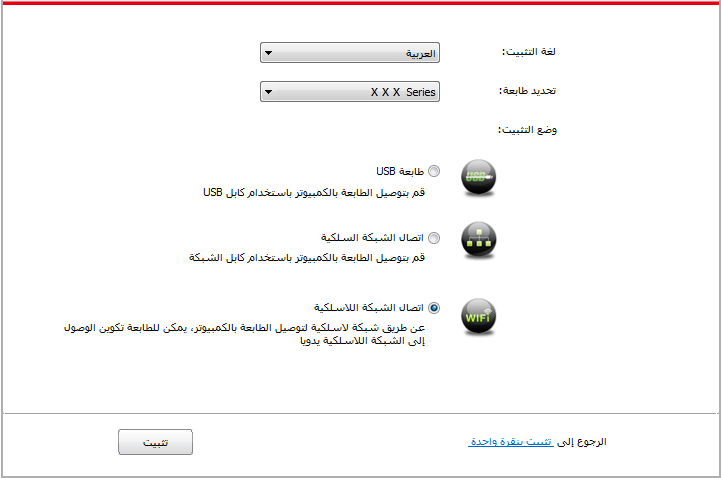 لغة التثبيت:
العربية
تحديد طابعة:
X X X Series
وضع التثبيت:
USB
طابعة USB
قم بتوصيل الطابعة بالكمبيوتر باستخدام كابل USB
اتصال الشبكة السلكية
قم بتوصيل الطابعة بالكمبيوتر باستخدام كابل الشبكة
WiFi
اتصال الشبكة اللاسلكية
عن طريق شبكة لاسلكية لتوصيل الطابعة بالكمبيوتر، يمكن للطابعة تكوين الوصول
إلى الشبكة اللاسلكية يدويا
الرجوع إلى تثبيت بنقرة واحدة
تثبيت